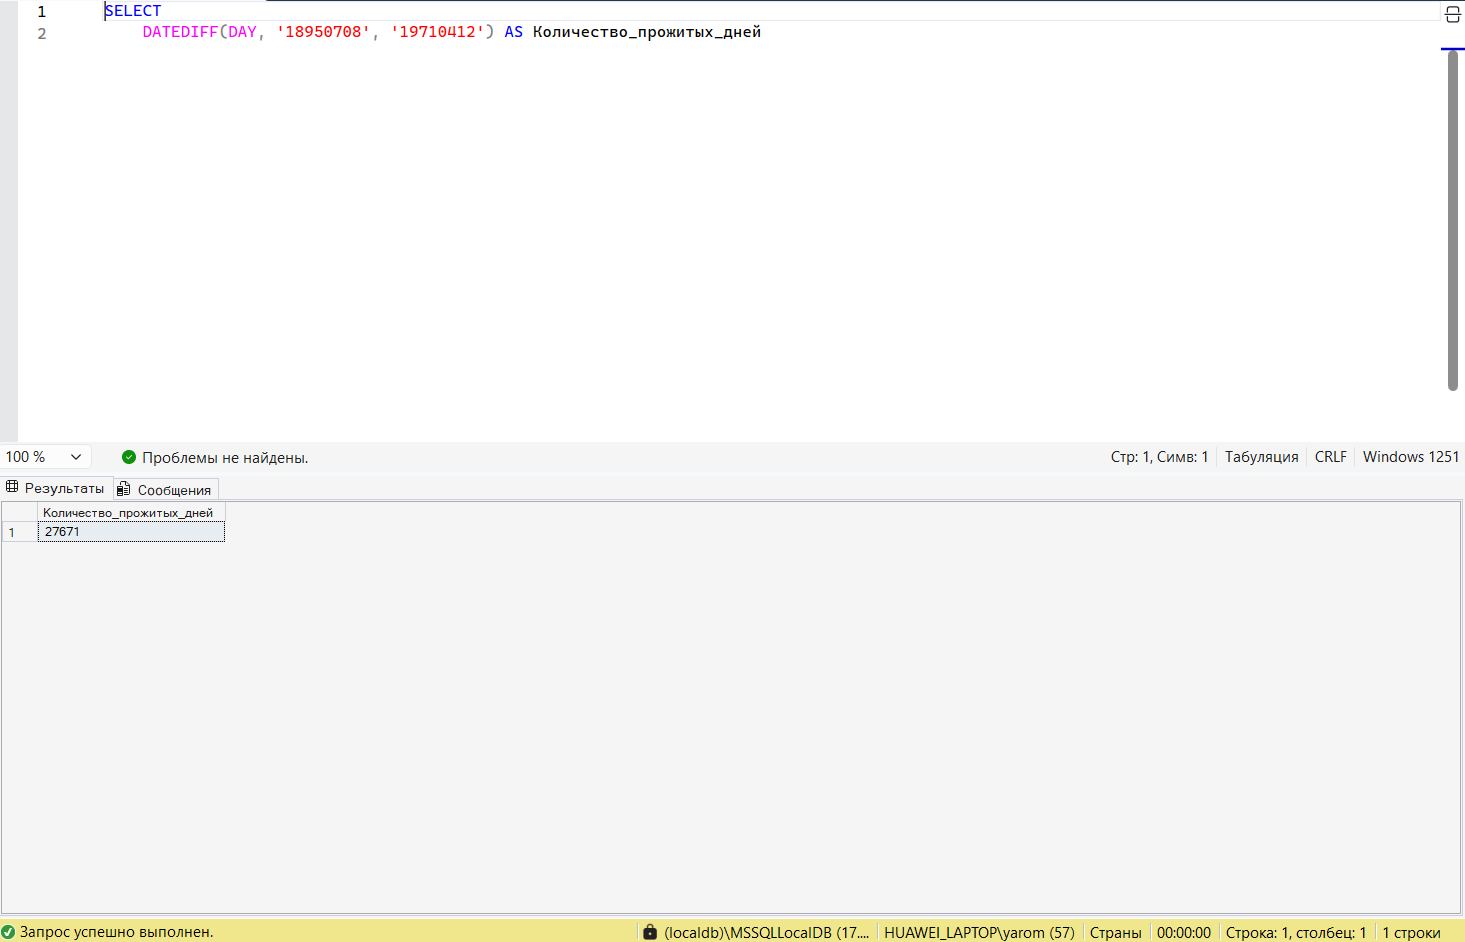 1 SELECT
2 DATEDIFF(DAY, '18950708', '19710412') AS Количество_прожитых_дней
100 % Проблемы не найдены. Стр: 1, Симв: 1 Табуляция CRLF Windows 1251
Результаты Сообщения
Количество_прожитых_дней
1 27671
Запрос успешно выполнен. (localdb)\MSSQLLocalDB (17.... HUAWEI_LAPTOP\yarom (57) Страны 00:00:00 Строка: 1, столбец: 1 1 строки